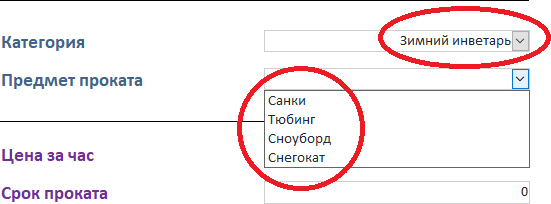 Категория Зимний инветарь
Предмет проката
Санки
Тюбинг
Сноуборд
Снегокат
Цена за час
Срок проката 0